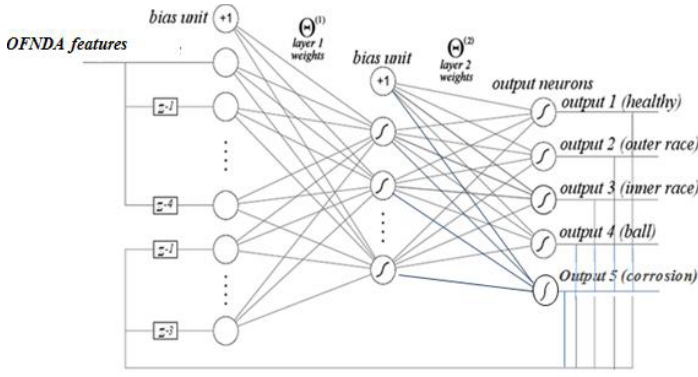 bias unit
+1
Θ(1)
layer 1
weights
OFNDA features
bias unit
+1
Θ(2)
layer 2
weights
output neurons
z-1
output 1 (healthy)
output 2 (outer race)
z-4
output 3 (inner race)
z-1
output 4 (ball)
Output 5 (corrosion)
z-3